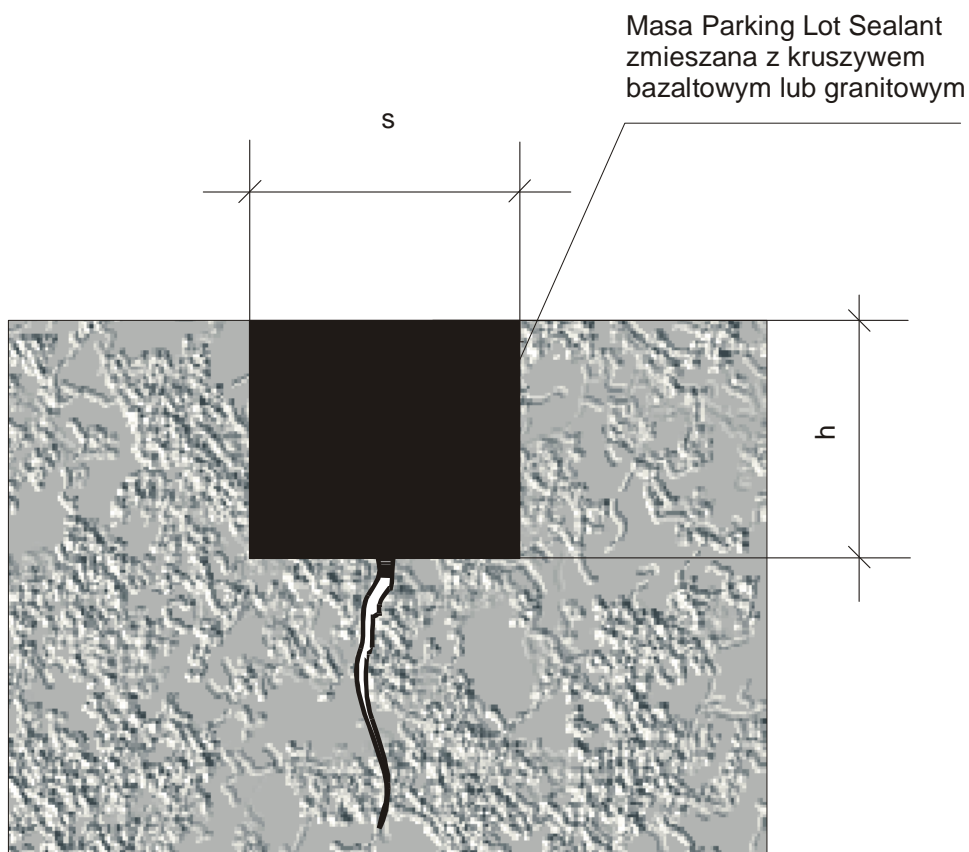 Masa Parking Lot Sealant
zmieszana z kruszywem
bazaltowym lub granitowym
s
h